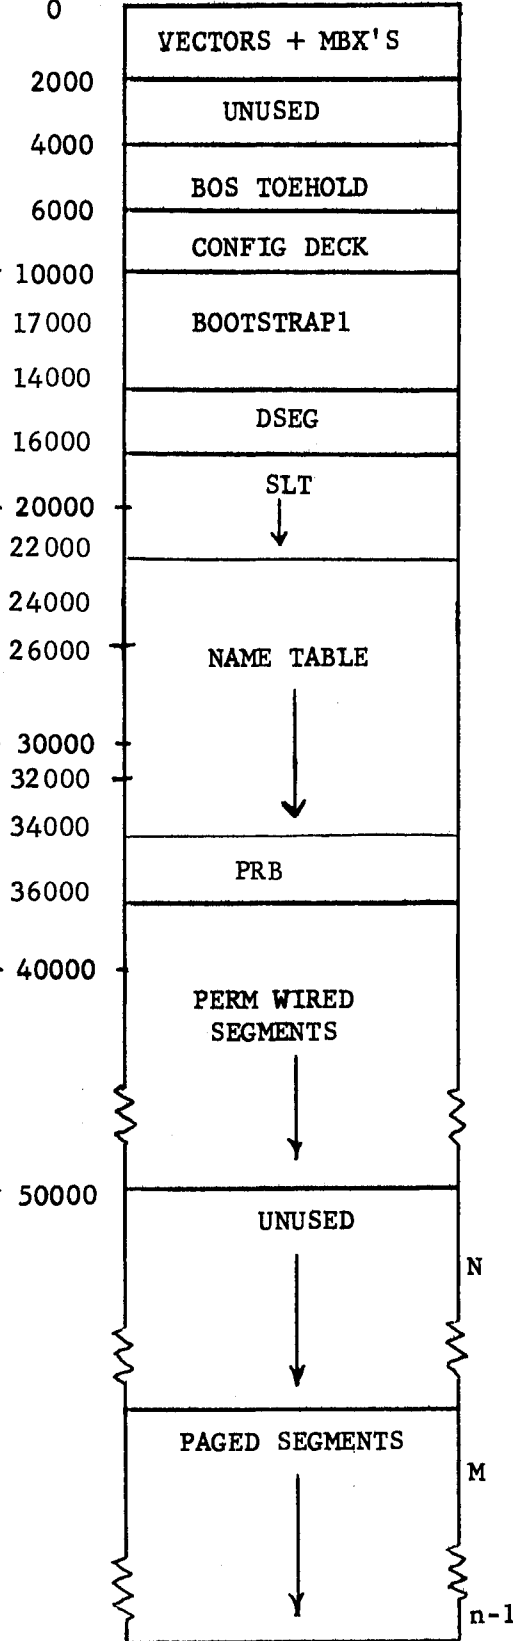 0
VECTORS + MBX'S
2000
UNUSED
4000
BOS TOEHOLD
6000
CONFIG DECK
10000
17000
BOOTSTRAP1
14000
DSEG
16000
SLT
20000
22000
24000
26000
NAME TABLE
30000
32000
34000
PRB
36000
40000
PERM WIRED
SEGMENTS
50000
UNUSED
N
PAGED SEGMENTS
M
n-1